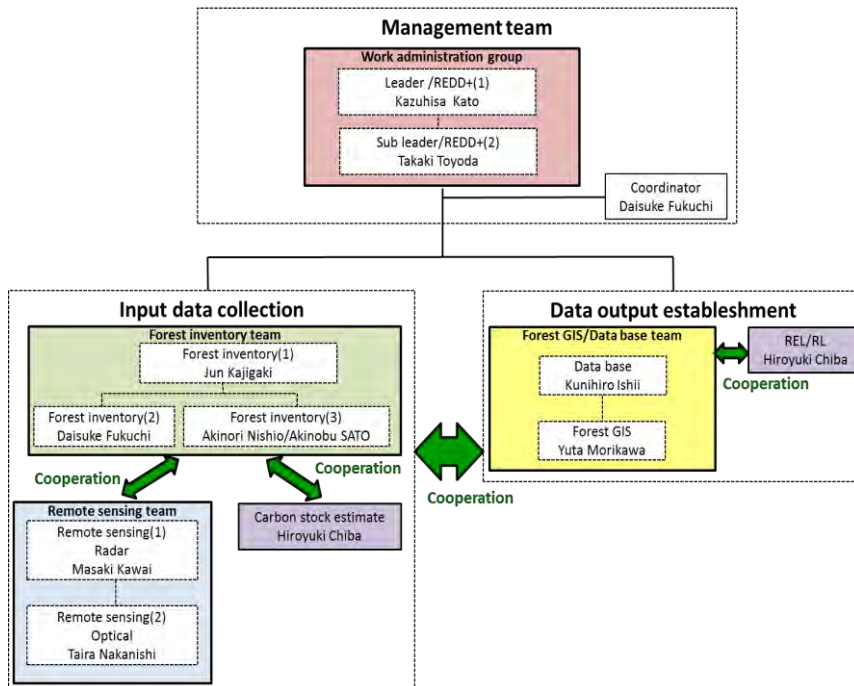 Management team
Work administration group
Leader /REDD+(1)
Kazuhisa Kato
Sub leader/REDD+(2)
Takaki Toyoda
Coordinator
Daisuke Fukuchi
Input data collection
Forest inventory team
Forest inventory(1)
Jun Kajigaki
Forest inventory(2)
Daisuke Fukuchi
Forest inventory(3)
Akinori Nishio/Akinobu SATO
Cooperation
Cooperation
Remote sensing team
Remote sensing(1)
Radar
Masaki Kawai
Remote sensing(2)
Optical
Taira Nakanishi
Carbon stock estimate
Hiroyuki Chiba
Cooperation
Data output estableshment
Forest GIS/Data base team
Data base
Kunihiro Ishii
Forest GIS
Yuta Morikawa
REL/RL
Hiroyuki Chiba
Cooperation